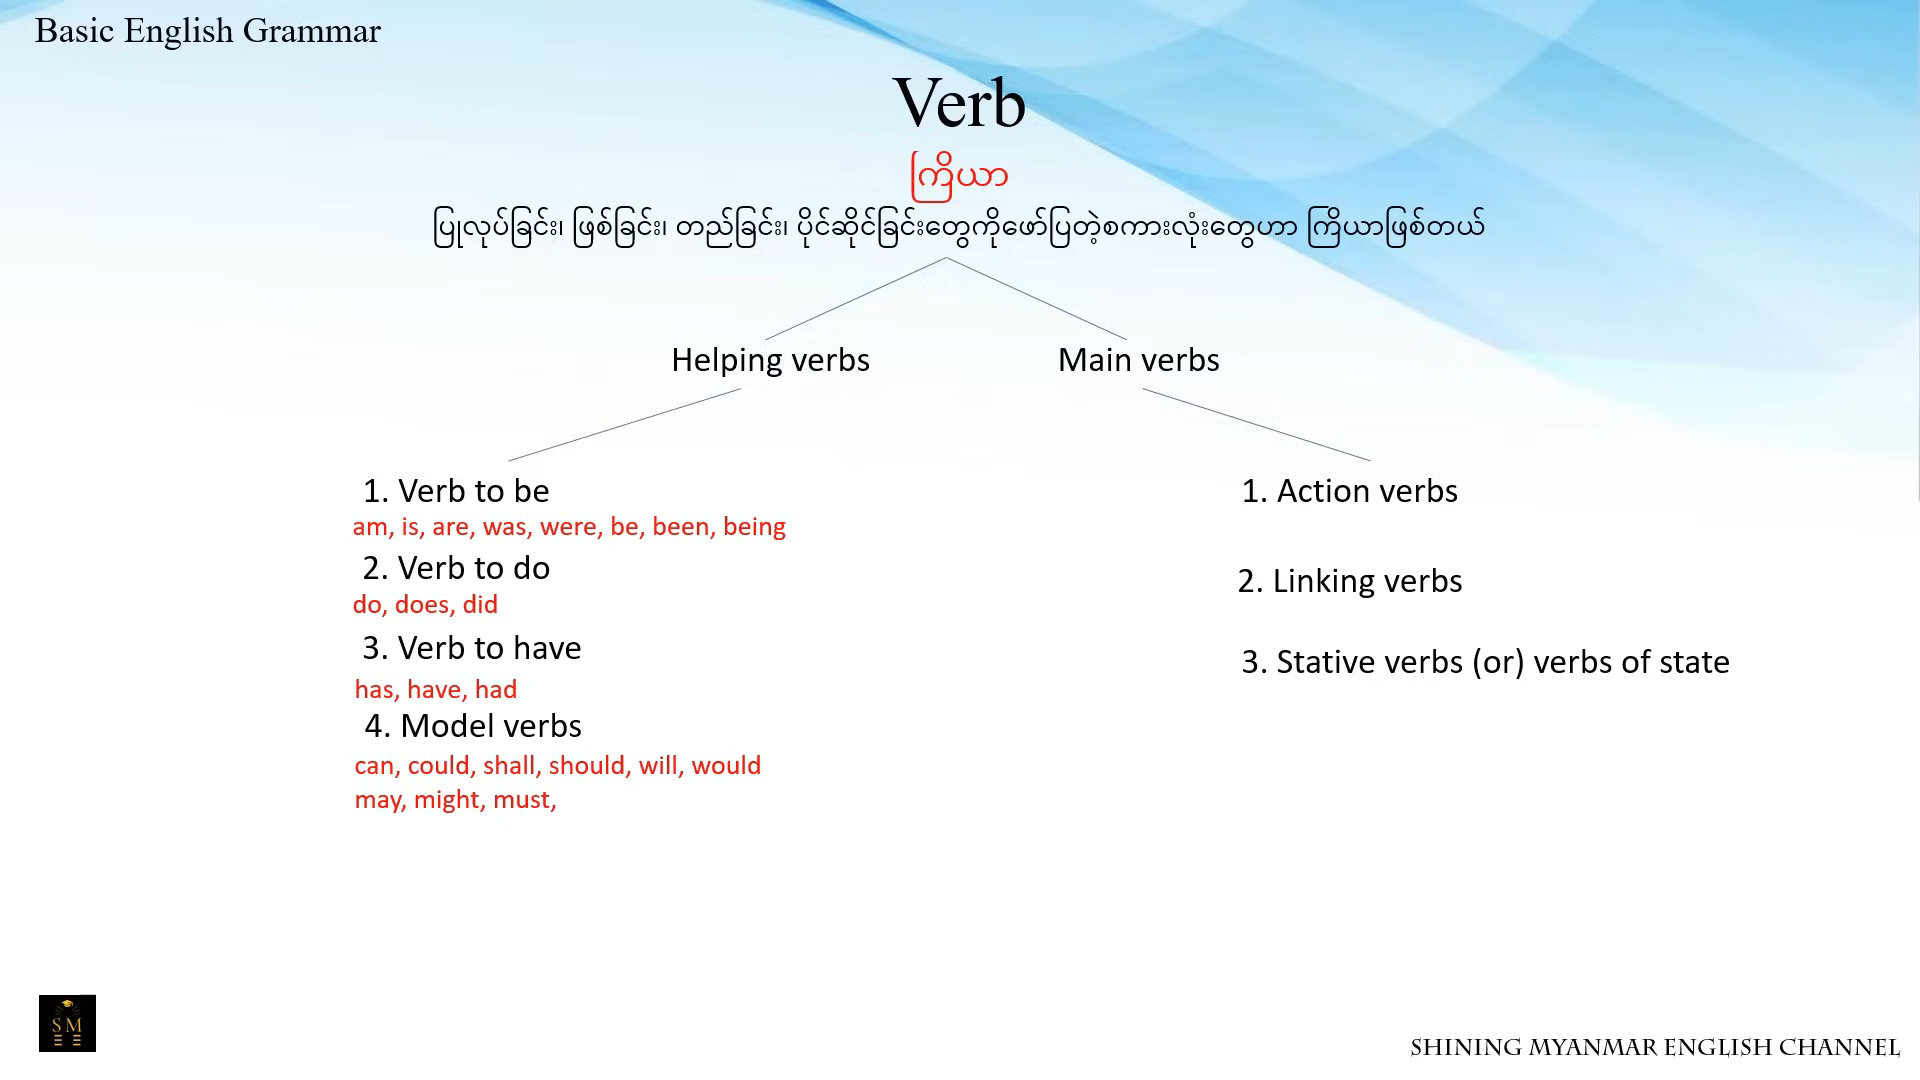 Basic English Grammar
Verb
ကြိယာ
ပြုလုပ်ခြင်း၊ ဖြစ်ခြင်း၊ တည်ခြင်း၊ ပိုင်ဆိုင်ခြင်းတွေကိုဖော်ပြတဲ့စကားလုံးတွေဟာ ကြိယာဖြစ်တယ်
Helping verbs
Main verbs
1. Verb to be
am, is, are, was, were, be, been, being
2. Verb to do
do, does, did
3. Verb to have
has, have, had
4. Model verbs
can, could, shall, should, will, would
may, might, must,
1. Action verbs
2. Linking verbs
3. Stative verbs (or) verbs of state
SM
SHINING MYANMAR ENGLISH CHANNEL